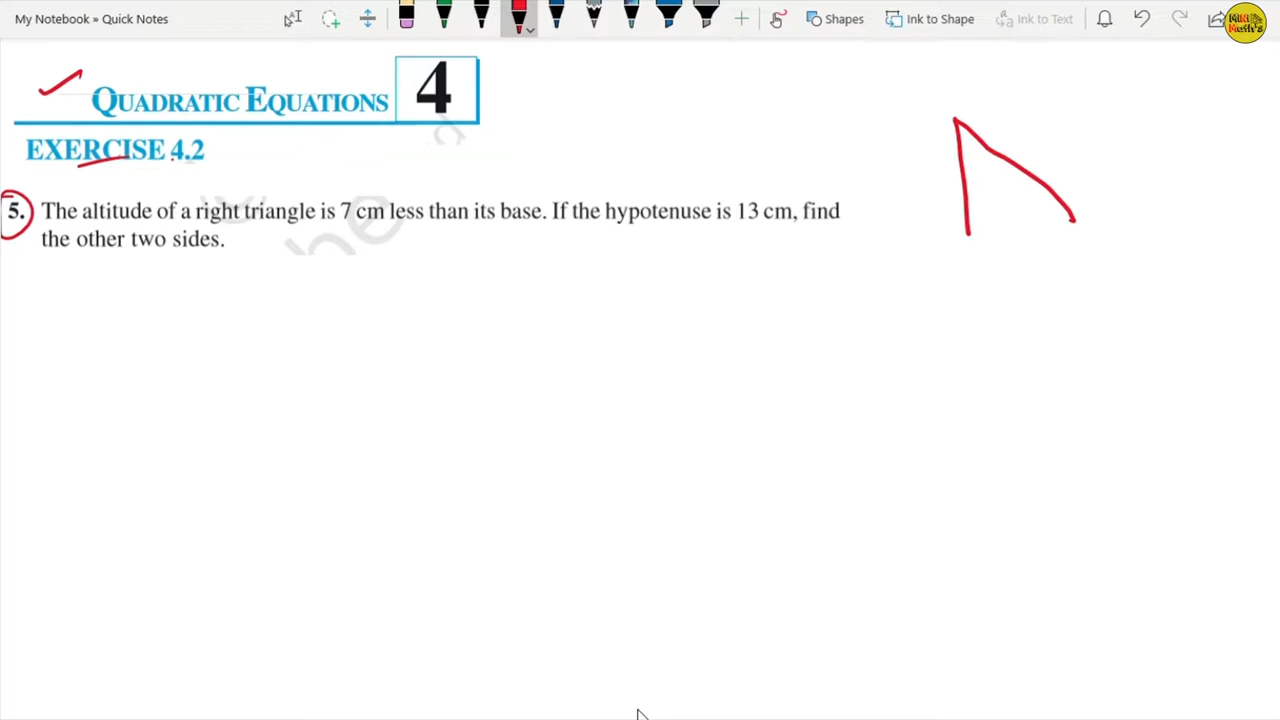 My Notebook » Quick Notes
Shapes
Ink to Shape
Ink to Text
Math's
QUADRATIC EQUATIONS 4
EXERCISE 4.2
5. The altitude of a right triangle is 7 cm less than its base. If the hypotenuse is 13 cm, find
the other two sides.